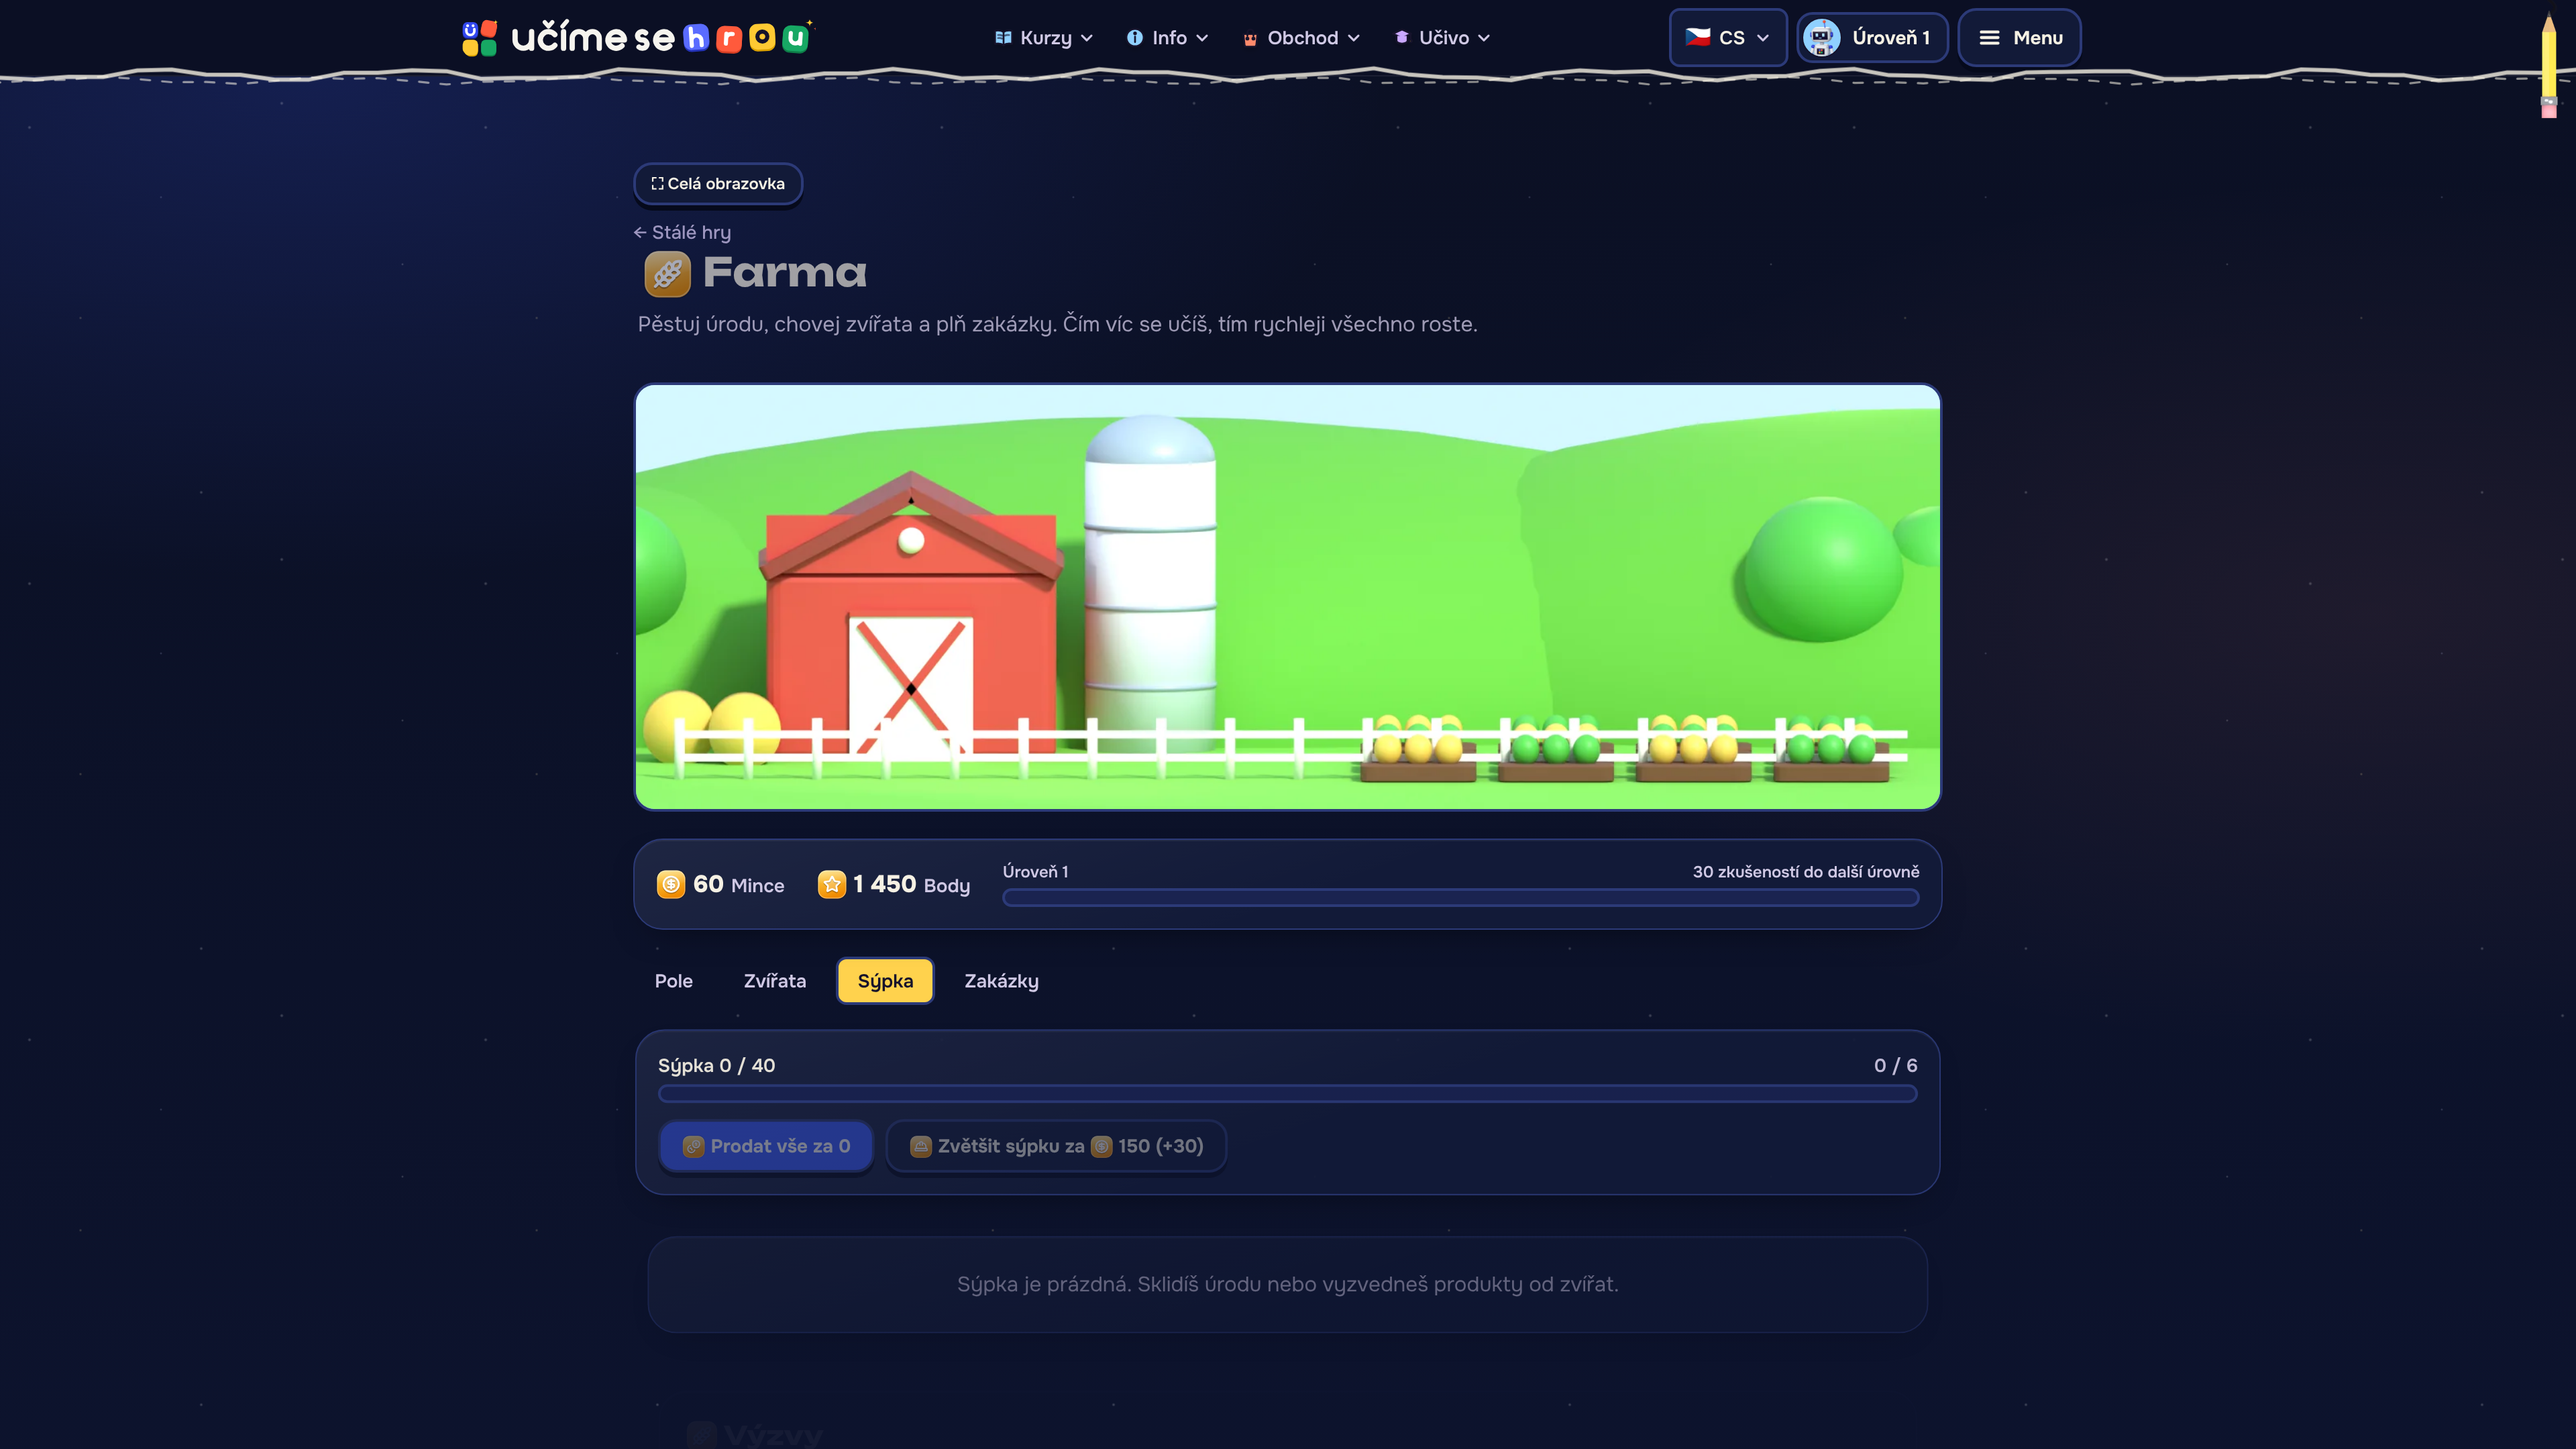 učíme se hrou
Kurzy
Info
Obchod
Učivo
CS
Úroveň 1
Menu
Celá obrazovka
← Stálé hry
Farma
Pěstuj úrodu, chovej zvířata a plň zakázky. Čím víc se učíš, tím rychleji všechno roste.
60 Mince
1 450 Body
Úroveň 1
30 zkušeností do další úrovně
Pole
Zvířata
Sýpka
Zakázky
Sýpka 0 / 40
0 / 6
Prodat vše za 0
Zvětšit sýpku za 150 (+30)
Sýpka je prázdná. Sklidíš úrodu nebo vyzvedneš produkty od zvířat.
Výzvy